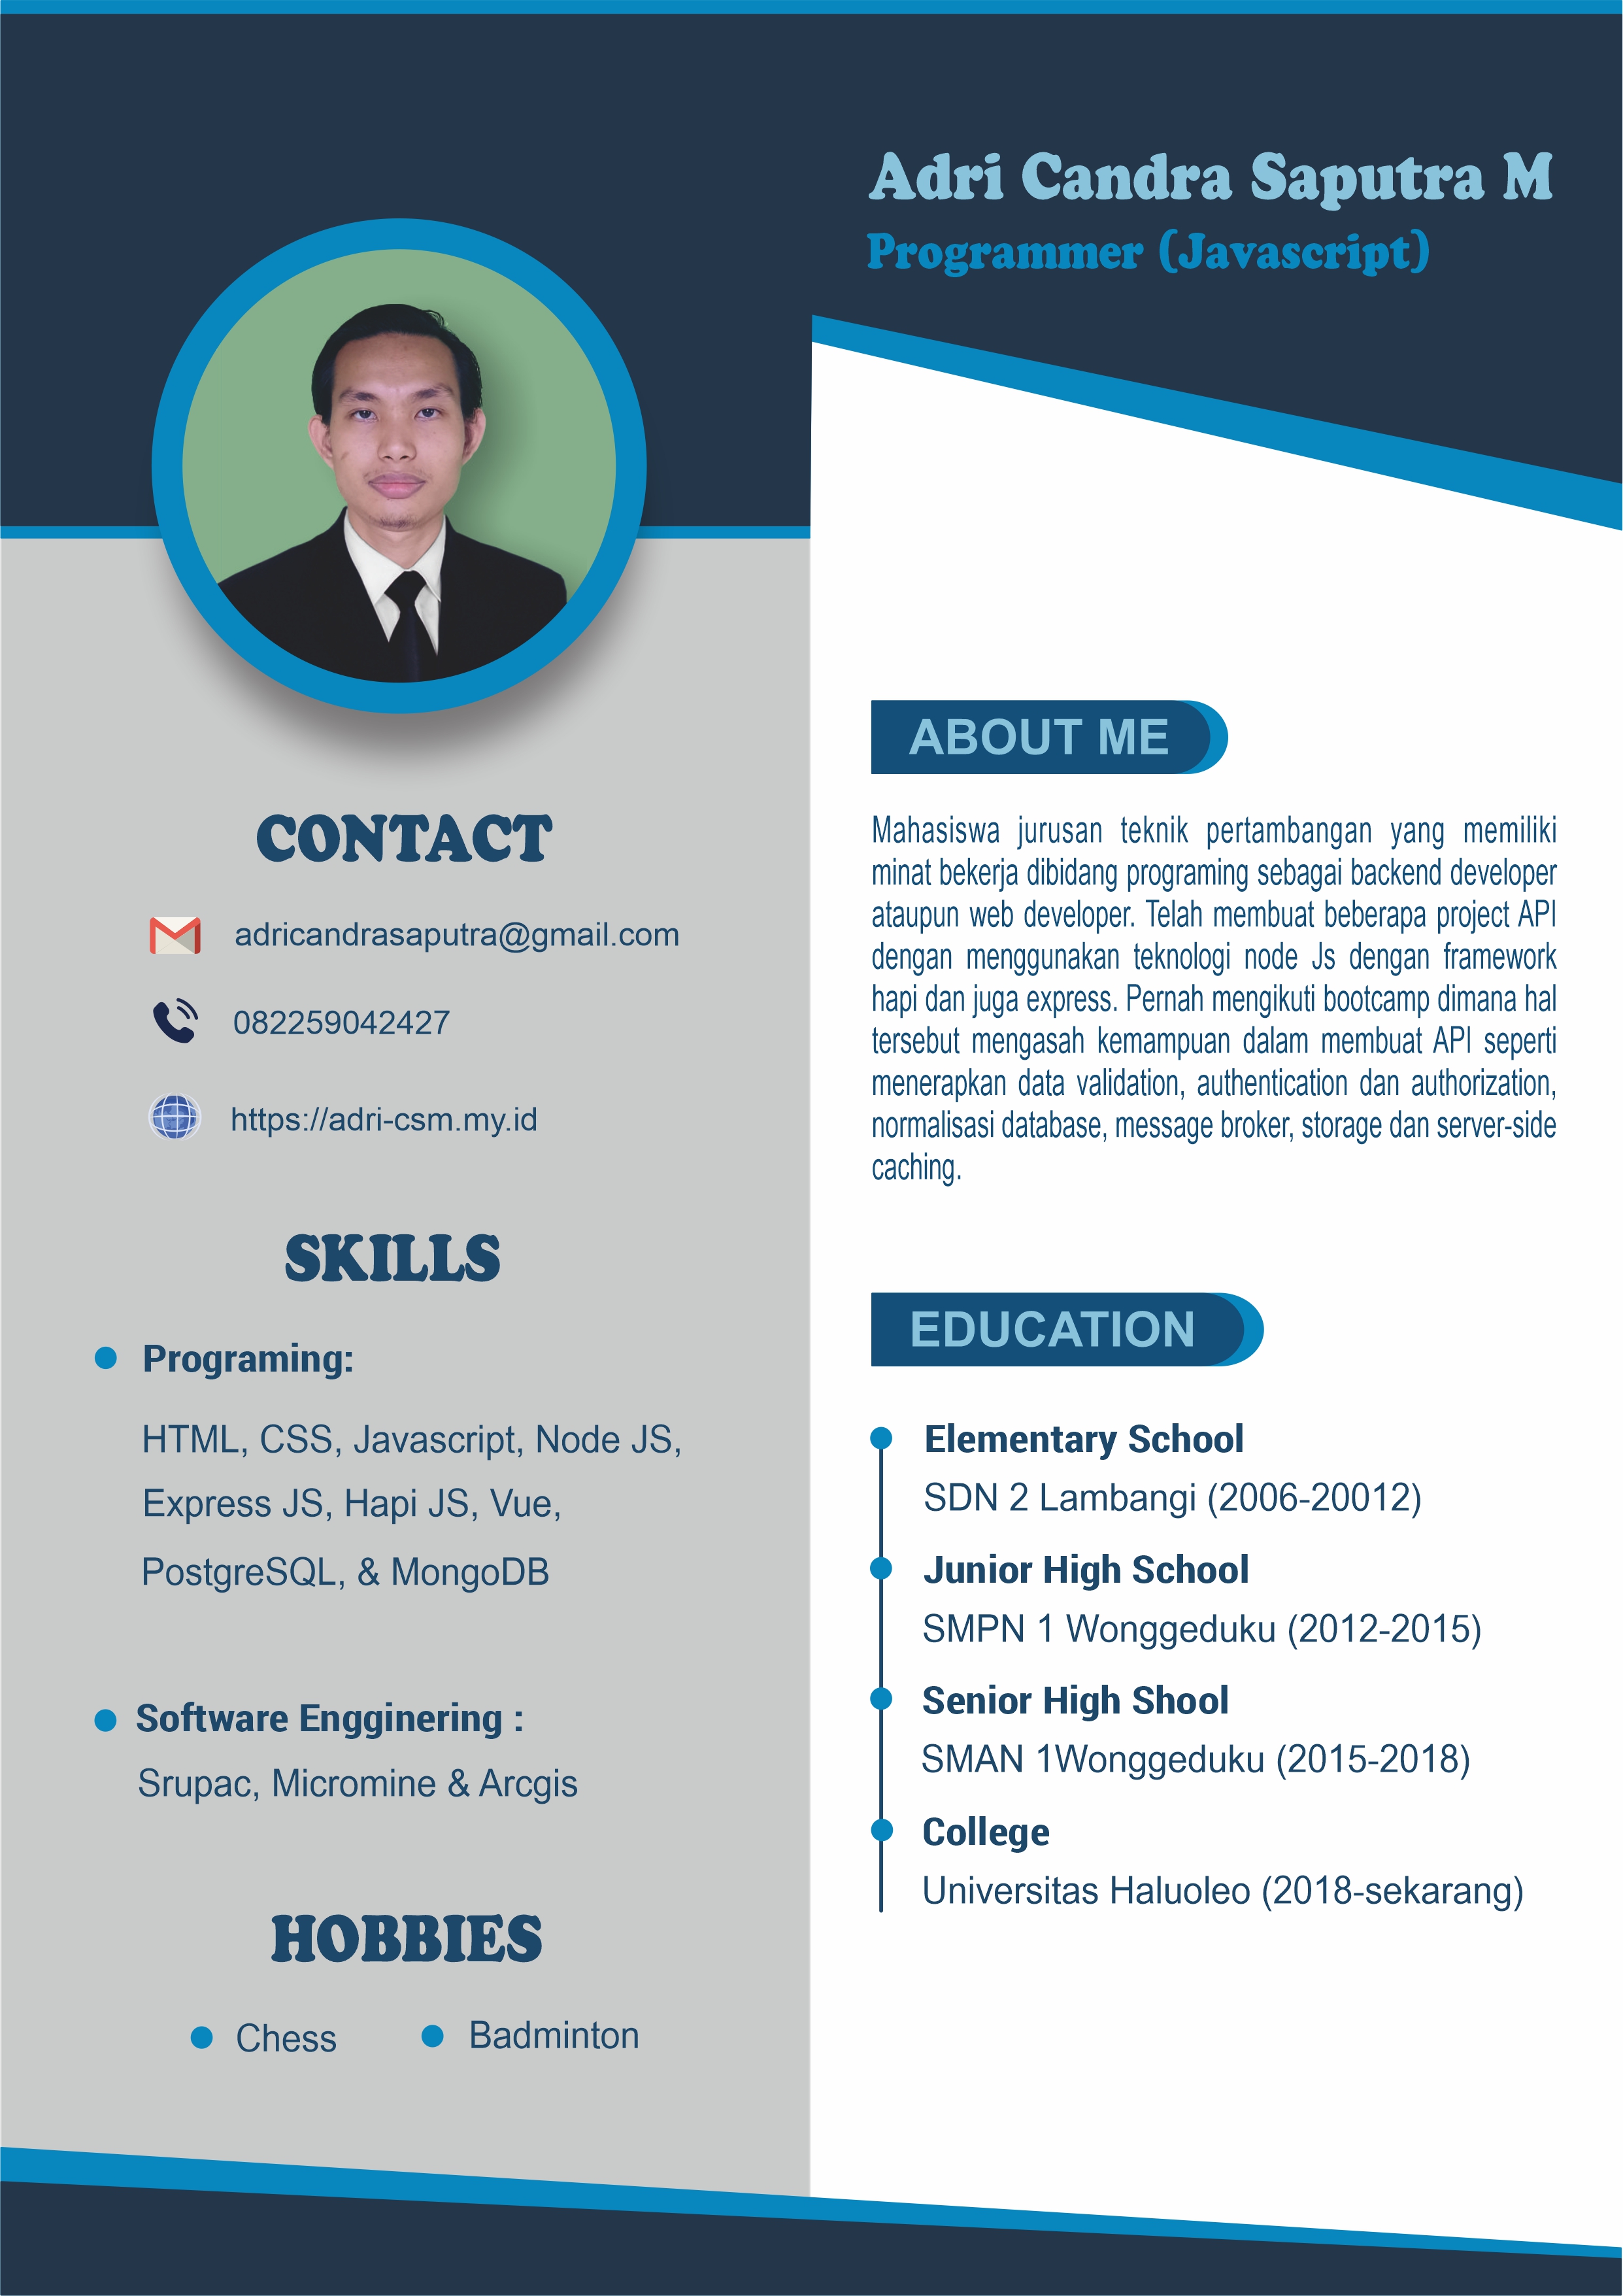 Adri Candra Saputra M
Programmer (Javascript)
CONTACT
adricandrasaputra@gmail.com
082259042427
https://adri-csm.my.id
SKILLS
Programing:
HTML, CSS, Javascript, Node JS,
Express JS, Hapi JS, Vue,
PostgreSQL, & MongoDB
Software Engginering :
Srupac, Micromine & Arcgis
HOBBIES
Chess
Badminton
ABOUT ME
Mahasiswa jurusan teknik pertambangan yang memiliki
minat bekerja dibidang programing sebagai backend developer
ataupun web developer. Telah membuat beberapa project API
dengan menggunakan teknologi node Js dengan framework
hapi dan juga express. Pernah mengikuti bootcamp dimana hal
tersebut mengasah kemampuan dalam membuat API seperti
menerapkan data validation, authentication dan authorization,
normalisasi database, message broker, storage dan server-side
caching.
EDUCATION
Elementary School
SDN 2 Lambangi (2006-20012)
Junior High School
SMPN 1 Wonggeduku (2012-2015)
Senior High Shool
SMAN 1Wonggeduku (2015-2018)
College
Universitas Haluoleo (2018-sekarang)